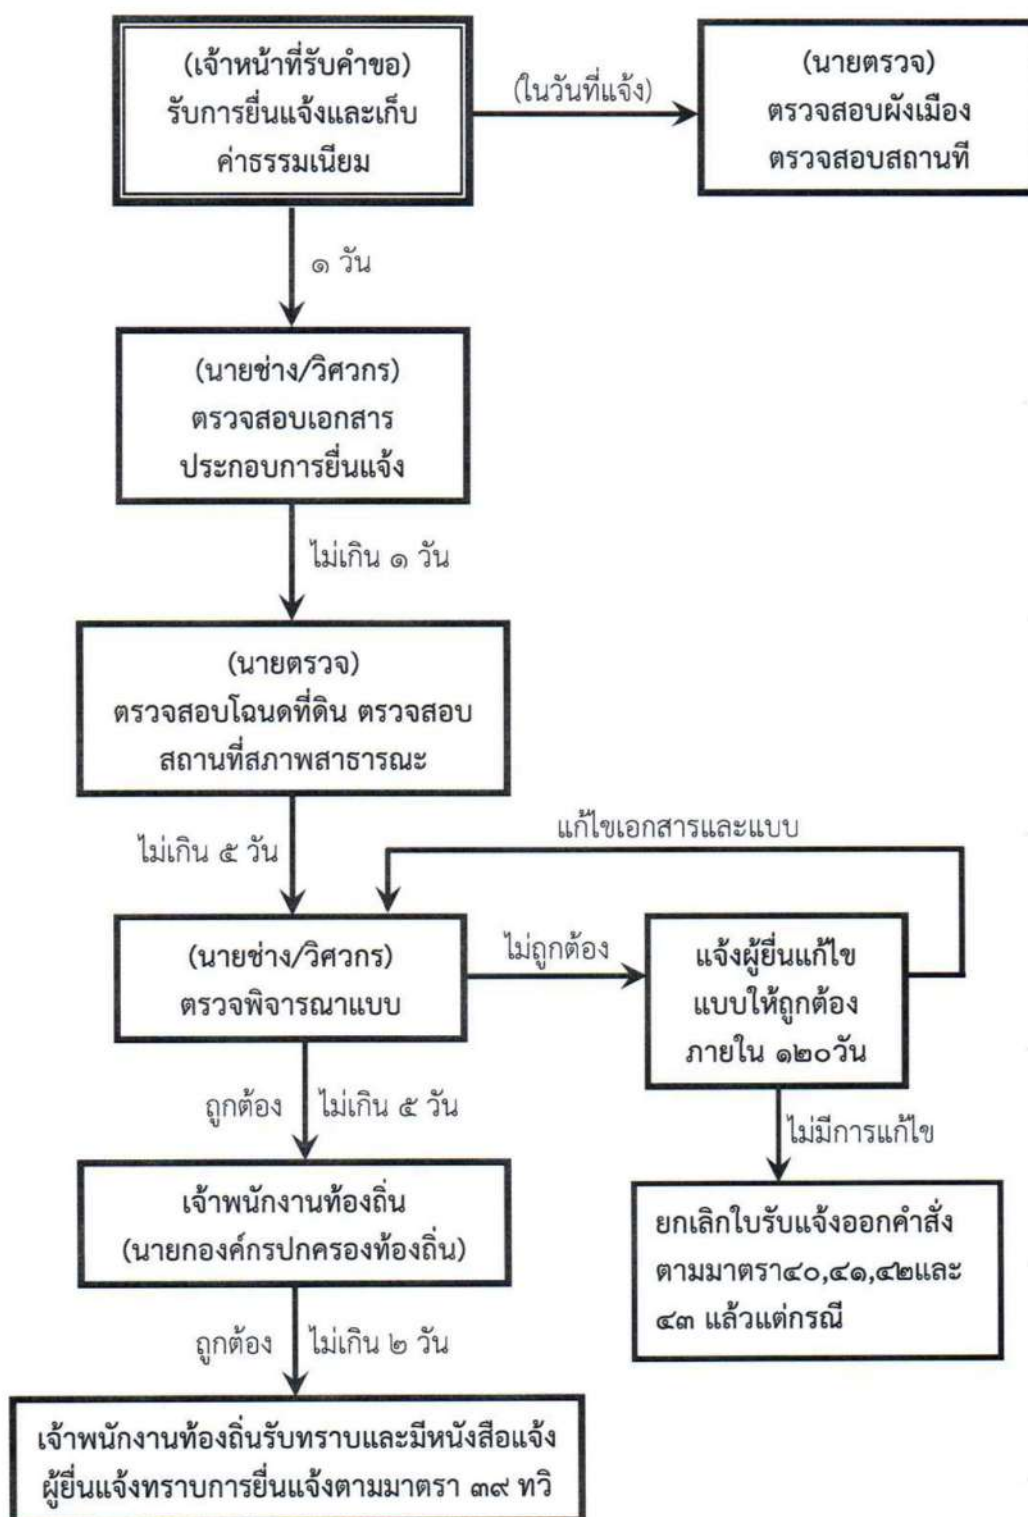 (เจ้าหน้าที่รับคำขอ)
รับการยื่นแจ้งและเก็บ
ค่าธรรมเนียม
(ในวันที่แจ้ง)
(นายตรวจ)
ตรวจสอบผังเมือง
ตรวจสอบสถานที
๑ วัน
(นายช่าง/วิศวกร)
ตรวจสอบเอกสาร
ประกอบการยื่นแจ้ง
ไม่เกิน ๑ วัน
(นายตรวจ)
ตรวจสอบโฉนดที่ดิน ตรวจสอบ
สถานที่สภาพสาธารณะ
ไม่เกิน ๕ วัน
แก้ไขเอกสารและแบบ
(นายช่าง/วิศวกร)
ตรวจพิจารณาแบบ
ไม่ถูกต้อง
แจ้งผู้ยื่นแก้ไข
แบบให้ถูกต้อง
ภายใน ๑๒๐วัน
ถูกต้อง ไม่เกิน ๕ วัน
ไม่มีการแก้ไข
เจ้าพนักงานท้องถิ่น
(นายกองค์กรปกครองท้องถิ่น)
ยกเลิกใบรับแจ้งออกคำสั่ง
ตามมาตรา๔๐,๔๑,๔๒และ
๔๓ แล้วแต่กรณี
ถูกต้อง ไม่เกิน ๒ วัน
เจ้าพนักงานท้องถิ่นรับทราบและมีหนังสือแจ้ง
ผู้ยื่นแจ้งทราบการยื่นแจ้งตามมาตรา ๓๙ ทวิ